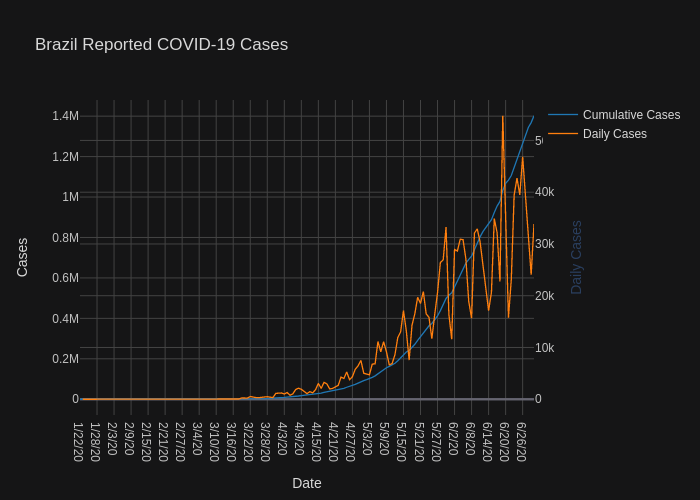 Brazil Reported COVID-19 Cases
Cumulative Cases
Daily Cases
1.4M
1.2M
1M
0.8M
0.6M
0.4M
0.2M
0
40k
30k
20k
10k
0
Cases
Daily Cases
1/22/20
1/28/20
2/3/20
2/9/20
2/15/20
2/21/20
2/27/20
3/4/20
3/10/20
3/16/20
3/22/20
3/28/20
4/3/20
4/9/20
4/15/20
4/21/20
4/27/20
5/3/20
5/9/20
5/15/20
5/21/20
5/27/20
6/2/20
6/8/20
6/14/20
6/20/20
6/26/20
Date